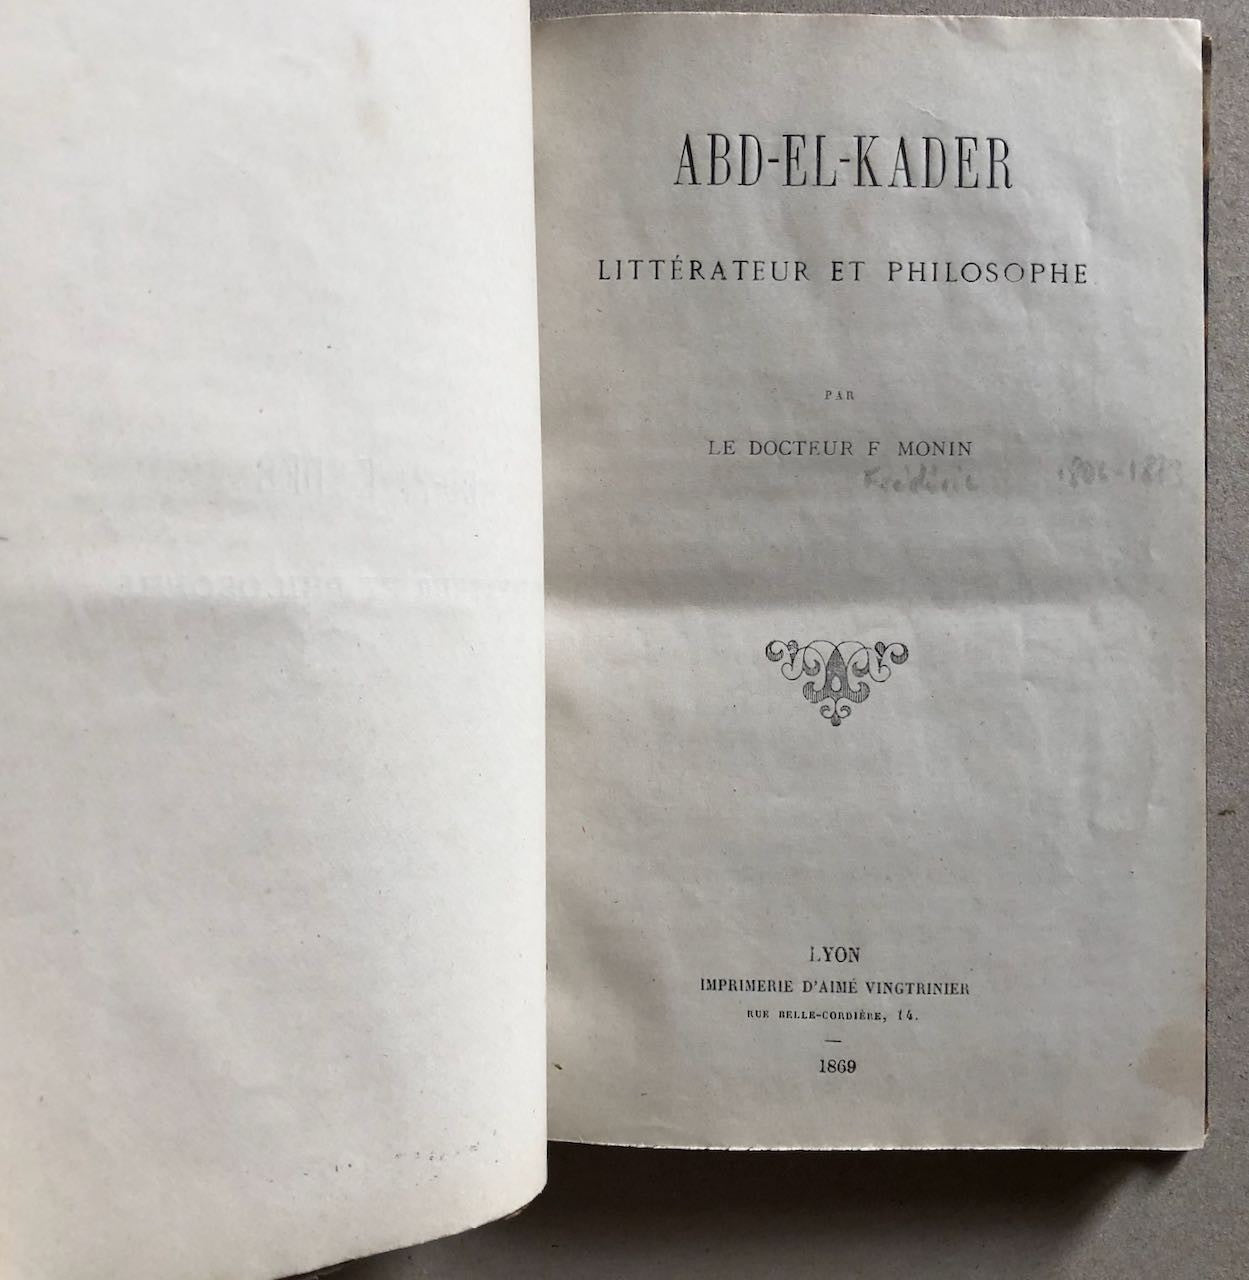 ABD-EL-KADER
LITTÉRATEUR ET PHILOSOPHE
PAR
LE DOCTEUR F MONIN
Frédéric
LYON
IMPRIMERIE D'AIMÉ VINGTRINIER
RUE BELLE-CORDIÈRE, 14.
1869